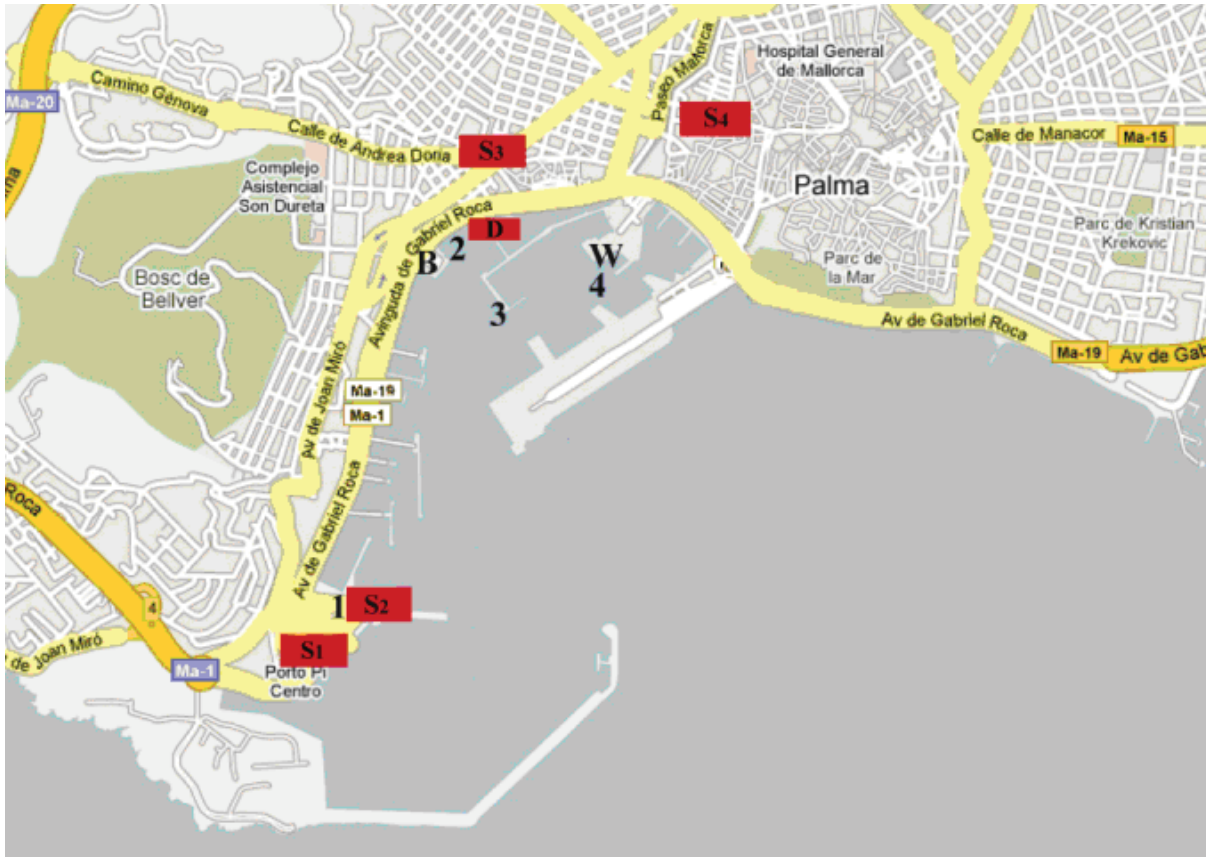 Hospital General
de Mallorca
Paseo Mallorca
Camino Génova
Ma-20
S4
Calle de Andrea Doria
S3
Calle de Manacor
Ma-15
Complejo
Asistencial
Son Dureta
Palma
Avinguda de Gabriel Roca
D
Parc de Kristian
Krekovic
2
B
W
Parc de
la Mar
Bosc de
Bellver
4
3
Av de Gabriel Roca
Ma-19
Av de Gab
Av de Joan Miró
Ma-19
Ma-1
Roca
Av de Gabriel Roca
4
1
S2
de Joan Miró
S1
Ma-1
Porto Pi
Centro